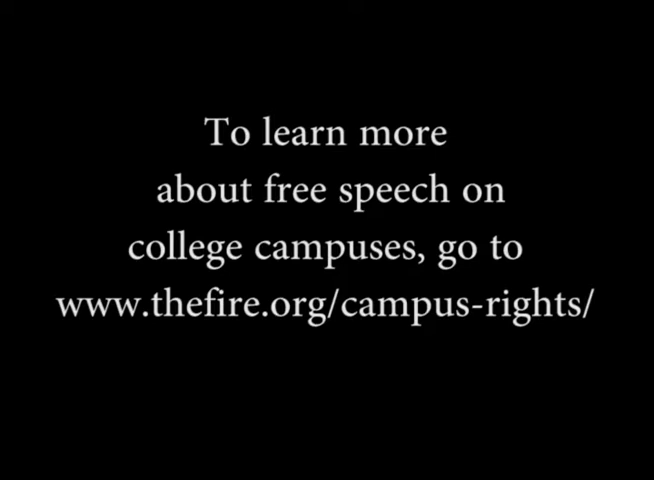 To learn more
about free speech on
college campuses, go to
www.thefire.org/campus-rights/